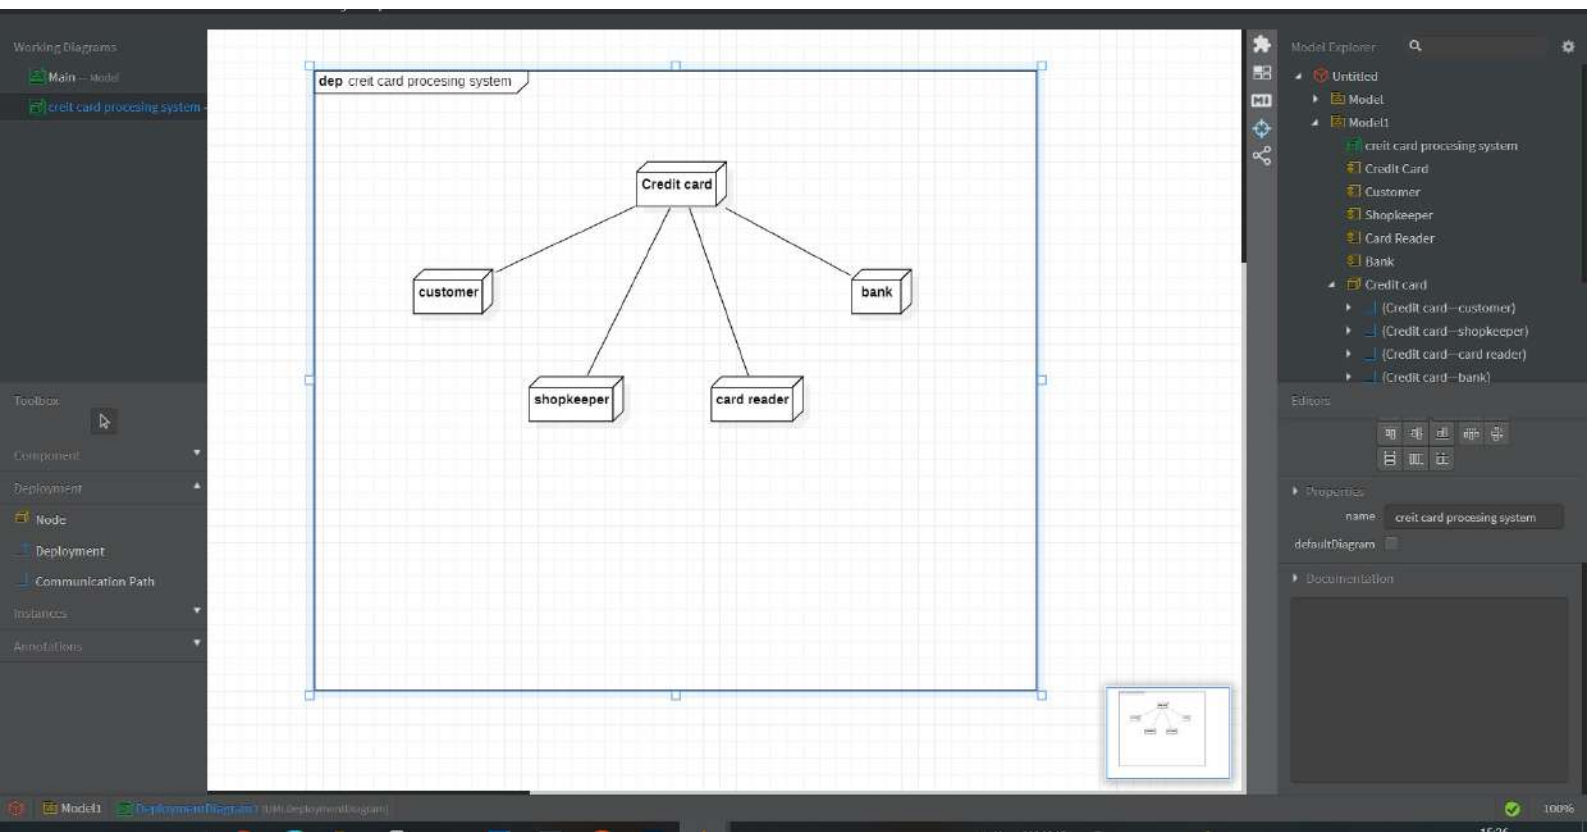 Working Diagrams
Main — Model
creit card procesing system -
Toolbox
Component
Deployment
Node
Deployment
Communication Path
Instances
Annotations
dep creit card procesing system
Credit card
customer
bank
shopkeeper
card reader
Model Explorer
Untitled
Model
Model1
creit card procesing system
Credit Card
Customer
Shopkeeper
Card Reader
Bank
Credit card
(Credit card—customer)
(Credit card—shopkeeper)
(Credit card—card reader)
(Credit card—bank)
Editors
Properties
name creit card procesing system
defaultDiagram
Documentation
Model1 DeploymentDiagram1 [UMLDeploymentDiagram]
100%